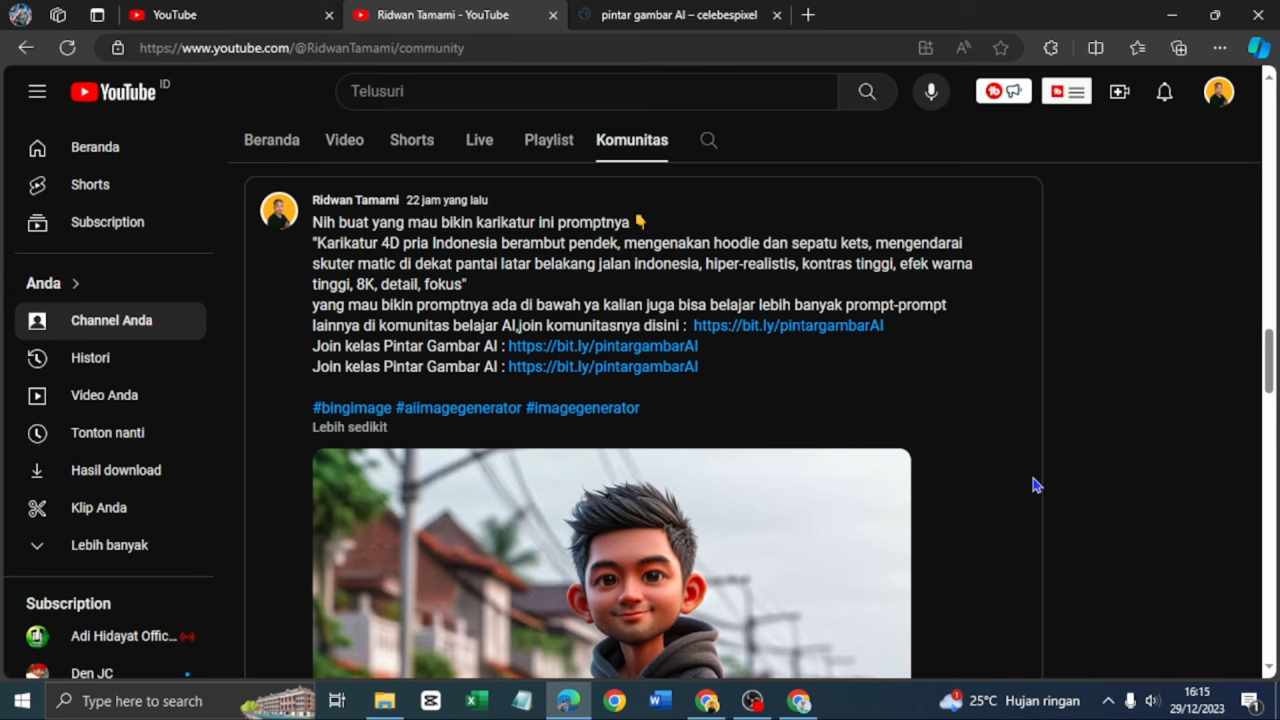 YouTube
Ridwan Tamami - YouTube
pintar gambar AI – celebespixel
https://www.youtube.com/@RidwanTamami/community
YouTube ID
Telusuri
Beranda
Shorts
Subscription
Anda
Channel Anda
Histori
Video Anda
Tonton nanti
Hasil download
Klip Anda
Lebih banyak
Subscription
Adi Hidayat Offic...
Den JC
Beranda Video Shorts Live Playlist Komunitas
Ridwan Tamami 22 jam yang lalu
Nih buat yang mau bikin karikatur ini promptnya 👇
"Karikatur 4D pria Indonesia berambut pendek, mengenakan hoodie dan sepatu kets, mengendarai
skuter matic di dekat pantai latar belakang jalan indonesia, hiper-realistis, kontras tinggi, efek warna
tinggi, 8K, detail, fokus"
yang mau bikin promptnya ada di bawah ya kalian juga bisa belajar lebih banyak prompt-prompt
lainnya di komunitas belajar AI,join komunitasnya disini : https://bit.ly/pintargambarAI
Join kelas Pintar Gambar AI : https://bit.ly/pintargambarAI
Join kelas Pintar Gambar AI : https://bit.ly/pintargambarAI
#bingimage #aiimagegenerator #imagegenerator
Lebih sedikit
Type here to search
25°C Hujan ringan
16:15
29/12/2023